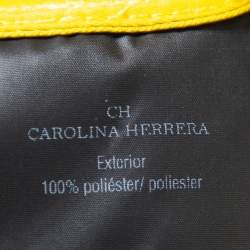 CH
CAROLINA HERRERA
Exterior
100% poliéster/ poliester